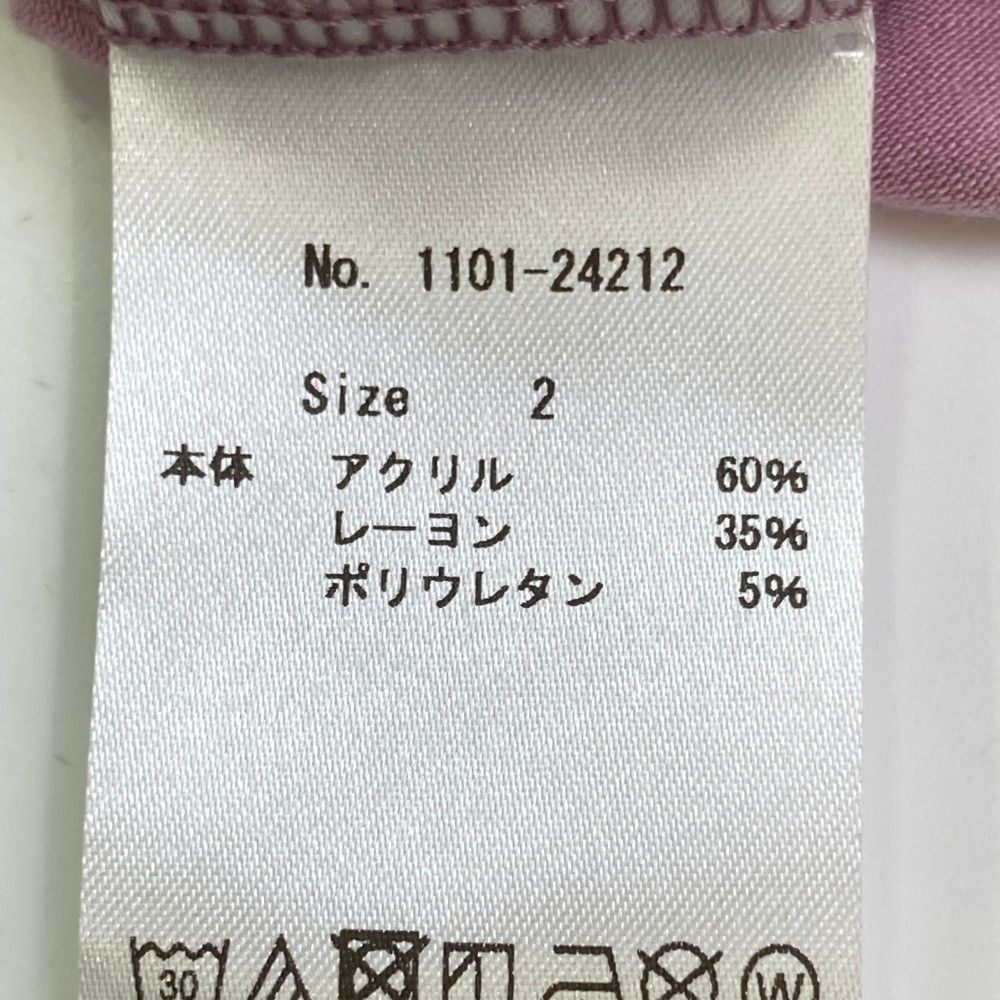 No. 1101-24212
Size 2
本体 アクリル 60%
レーヨン 35%
ポリウレタン 5%
30 W